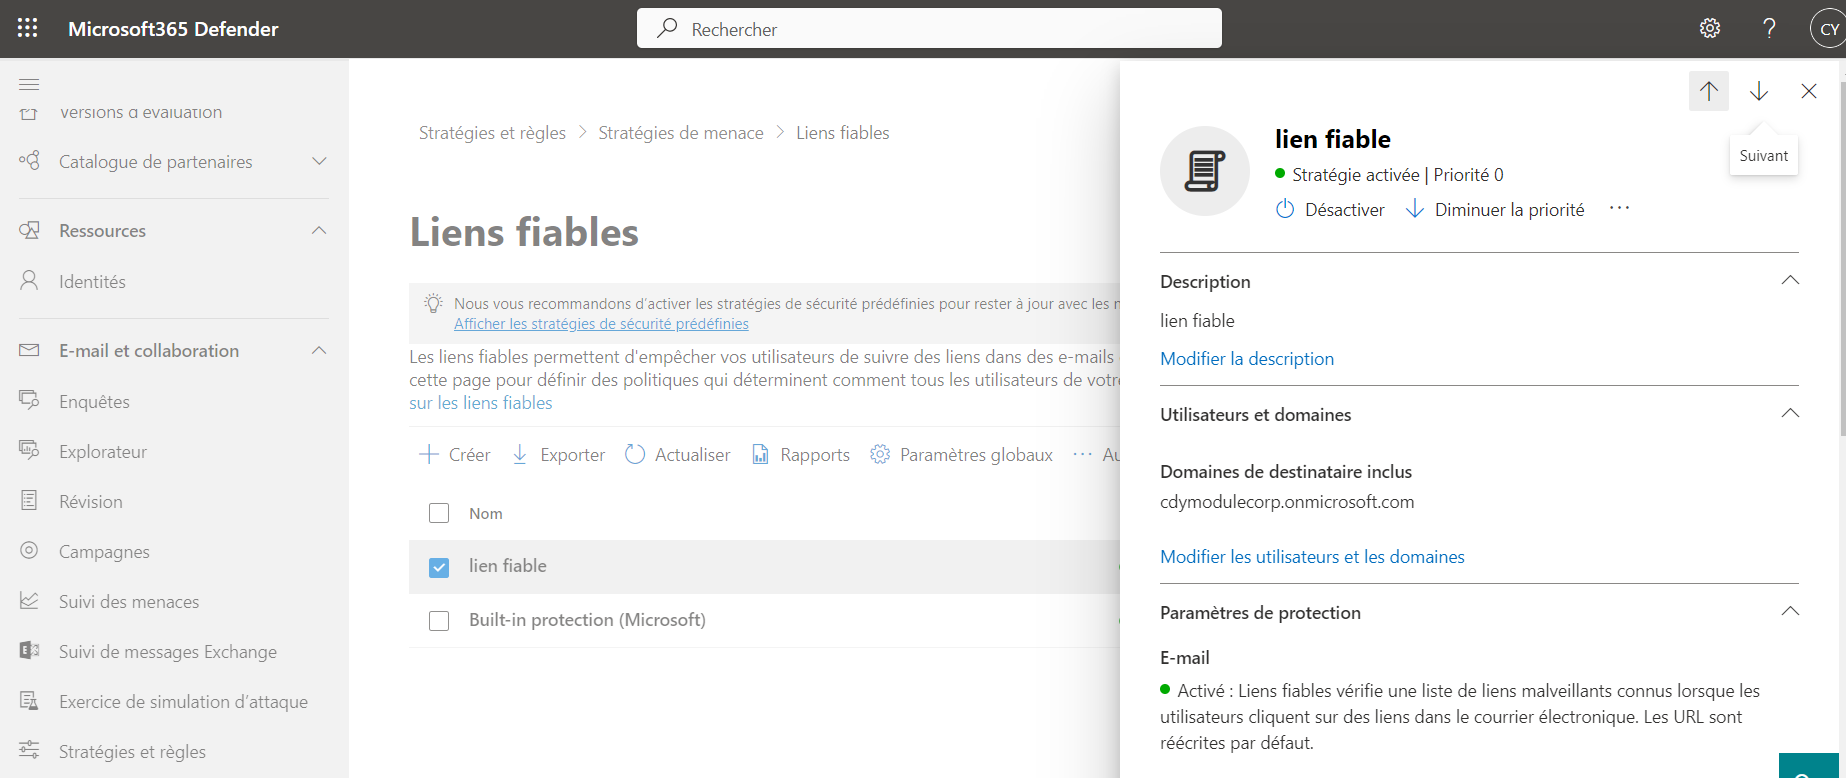 Microsoft365 Defender
Rechercher
CY
Versions d'évaluation
Catalogue de partenaires
Ressources
Identités
E-mail et collaboration
Enquêtes
Explorateur
Révision
Campagnes
Suivi des menaces
Suivi de messages Exchange
Exercice de simulation d'attaque
Stratégies et règles
Stratégies et règles > Stratégies de menace > Liens fiables
Liens fiables
Nous vous recommandons d'activer les stratégies de sécurité prédéfinies pour rester à jour avec les
Afficher les stratégies de sécurité prédéfinies
Les liens fiables permettent d'empêcher vos utilisateurs de suivre des liens dans des e-mails
cette page pour définir des politiques qui déterminent comment tous les utilisateurs de
sur les liens fiables
Créer Exporter Actualiser Rapports Paramètres globaux ···
Nom
lien fiable
Built-in protection (Microsoft)
lien fiable
Suivant
Stratégie activée | Priorité 0
Désactiver Diminuer la priorité ···
Description
lien fiable
Modifier la description
Utilisateurs et domaines
Domaines de destinataire inclus
cdymodulecorp.onmicrosoft.com
Modifier les utilisateurs et les domaines
Paramètres de protection
E-mail
Activé : Liens fiables vérifie une liste de liens malveillants connus lorsque les
utilisateurs cliquent sur des liens dans le courrier électronique. Les URL sont
réécrites par défaut.